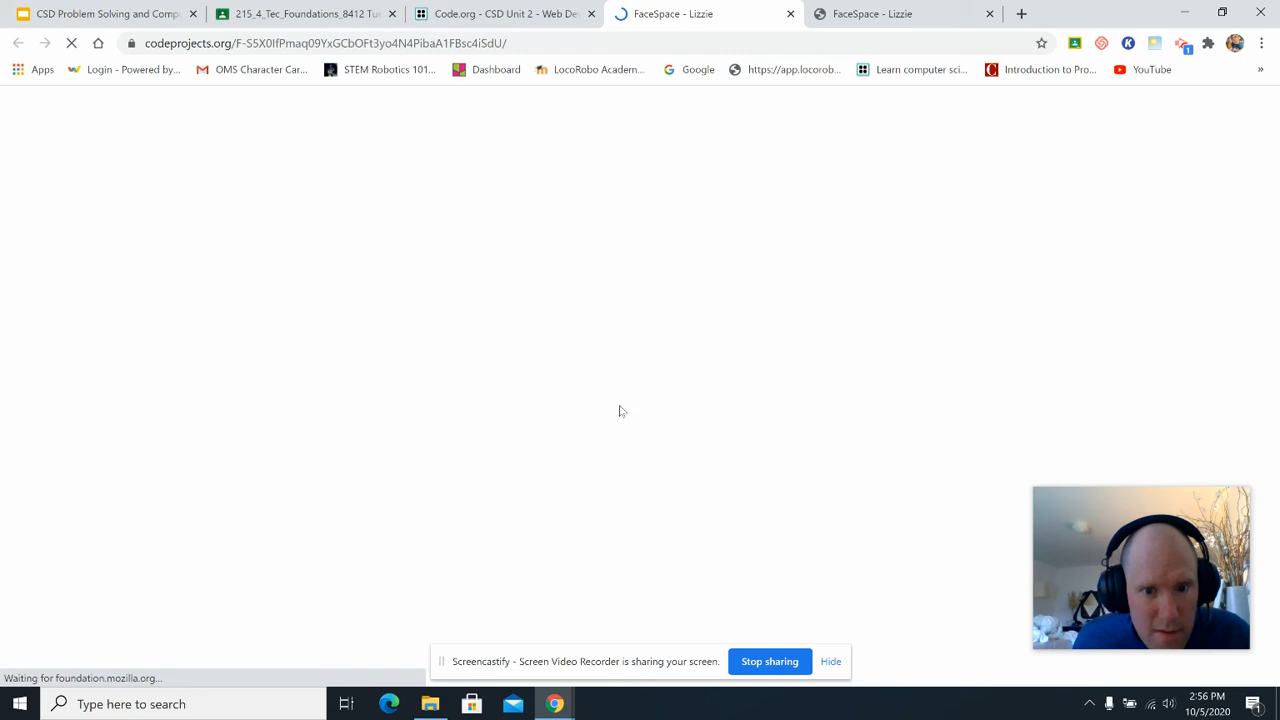 CSD Problem Solving and Comp
215_4_Tec_Foundations_8412 Tue
Code.org - CSD Unit 2 - Web De
FaceSpace - Lizzie
FaceSpace - Lizzie
codeprojects.org/F-S5X0IfPmaq09YxGCbOFt3yo4N4PibaA1FBsc4iSdU/
Apps
Login - Powered by...
OMS Character Car...
STEM Robotics 101...
Dashboard
LocoRobo Academ...
Google
https://app.locorob...
Learn computer sci...
Introduction to Pro...
YouTube
»
Screencastify - Screen Video Recorder is sharing your screen.
Stop sharing
Hide
Waiting for foundation.mozilla.org...
Type here to search
2:56 PM
10/5/2020